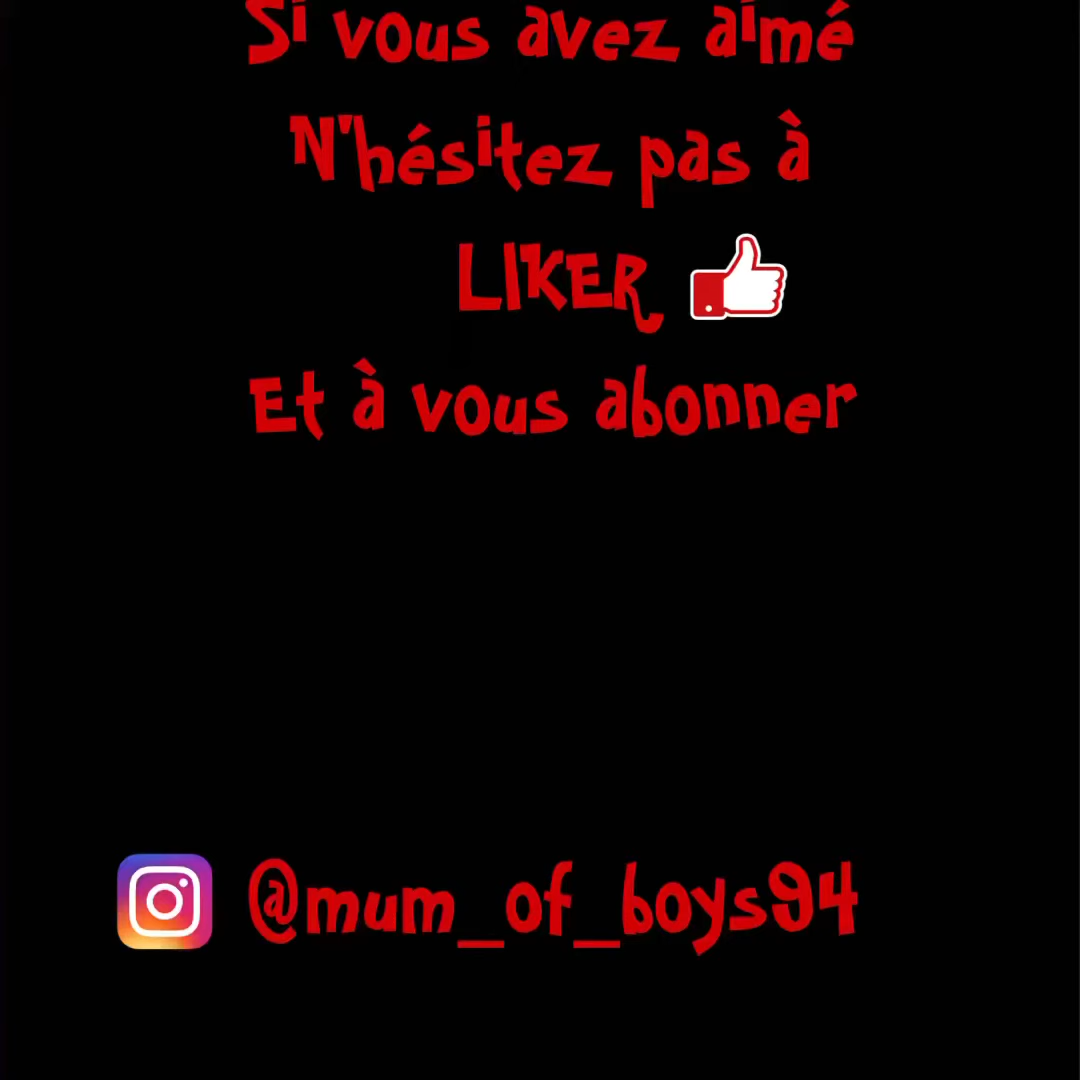 Si vous avez aimé
N'hésitez pas à
LIKER
Et à vous abonner
@mum_of_boys94